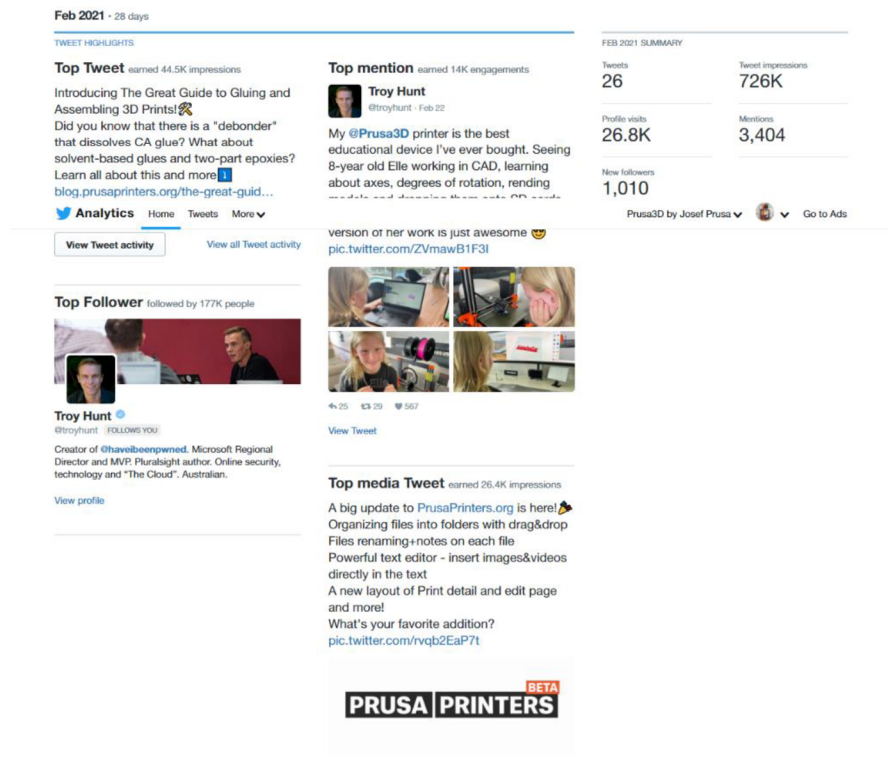 Feb 2021 • 28 days
TWEET HIGHLIGHTS
Top Tweet earned 44.5K impressions
Introducing The Great Guide to Gluing and
Assembling 3D Prints!
Did you know that there is a "debonder"
that dissolves CA glue? What about
solvent-based glues and two-part epoxies?
Learn all about this and more
blog.prusaprinters.org/the-great-guid...
Top mention earned 14K engagements
Troy Hunt
@troyhunt · Feb 22
My @Prusa3D printer is the best
educational device I've ever bought. Seeing
8-year old Elle working in CAD, learning
about axes, degrees of rotation, rending
FEB 2021 SUMMARY
Tweets
26
Tweet impressions
726K
Profile visits
26.8K
Mentions
3,404
New followers
1,010
Analytics Home Tweets More
Prusa3D by Josef Prusa
Go to Ads
View Tweet activity
View all Tweet activity
version of her work is just awesome
pic.twitter.com/ZVmawB1F3I
25 29 567
View Tweet
Top Follower followed by 177K people
Troy Hunt
@troyhunt FOLLOWS YOU
Creator of @haveibeenpwned. Microsoft Regional
Director and MVP. Pluralsight author. Online security,
technology and "The Cloud". Australian.
View profile
Top media Tweet earned 26.4K impressions
A big update to PrusaPrinters.org is here!
Organizing files into folders with drag&drop
Files renaming+notes on each file
Powerful text editor - insert images&videos
directly in the text
A new layout of Print detail and edit page
and more!
What's your favorite addition?
pic.twitter.com/rvqb2EaP7t
BETA
PRUSA PRINTERS